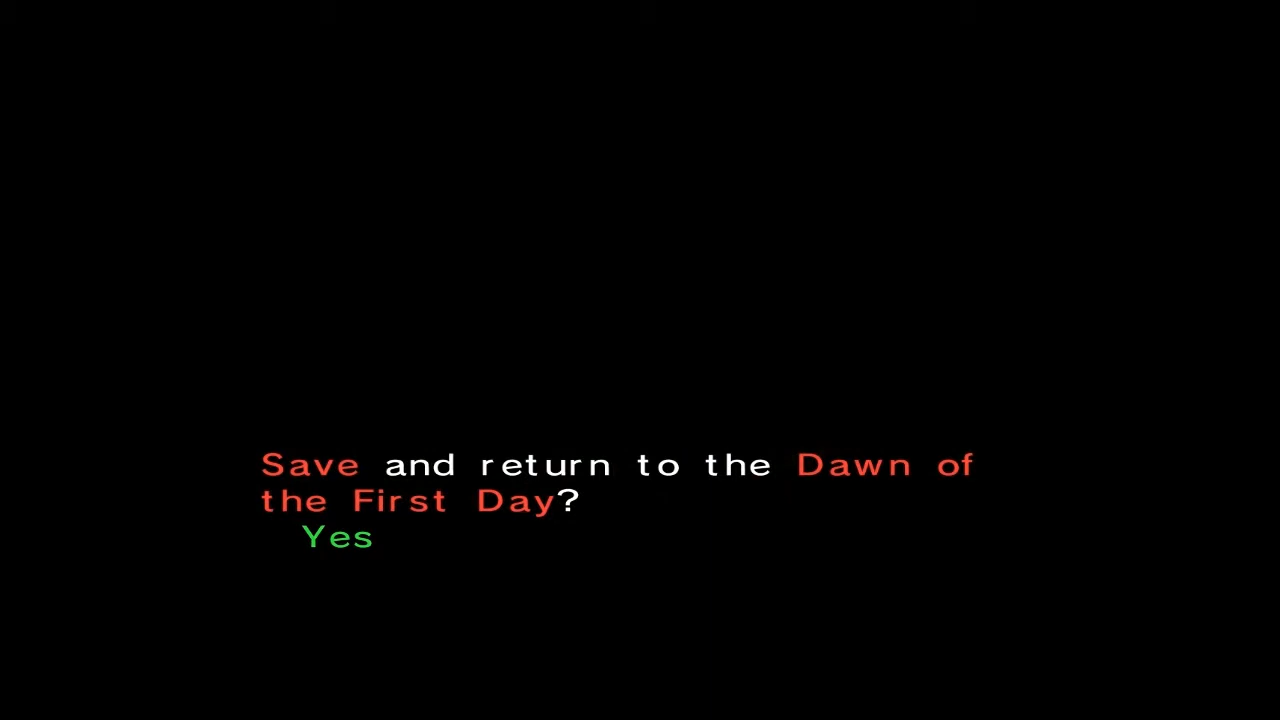 Save and return to the Dawn of
the First Day?
Yes